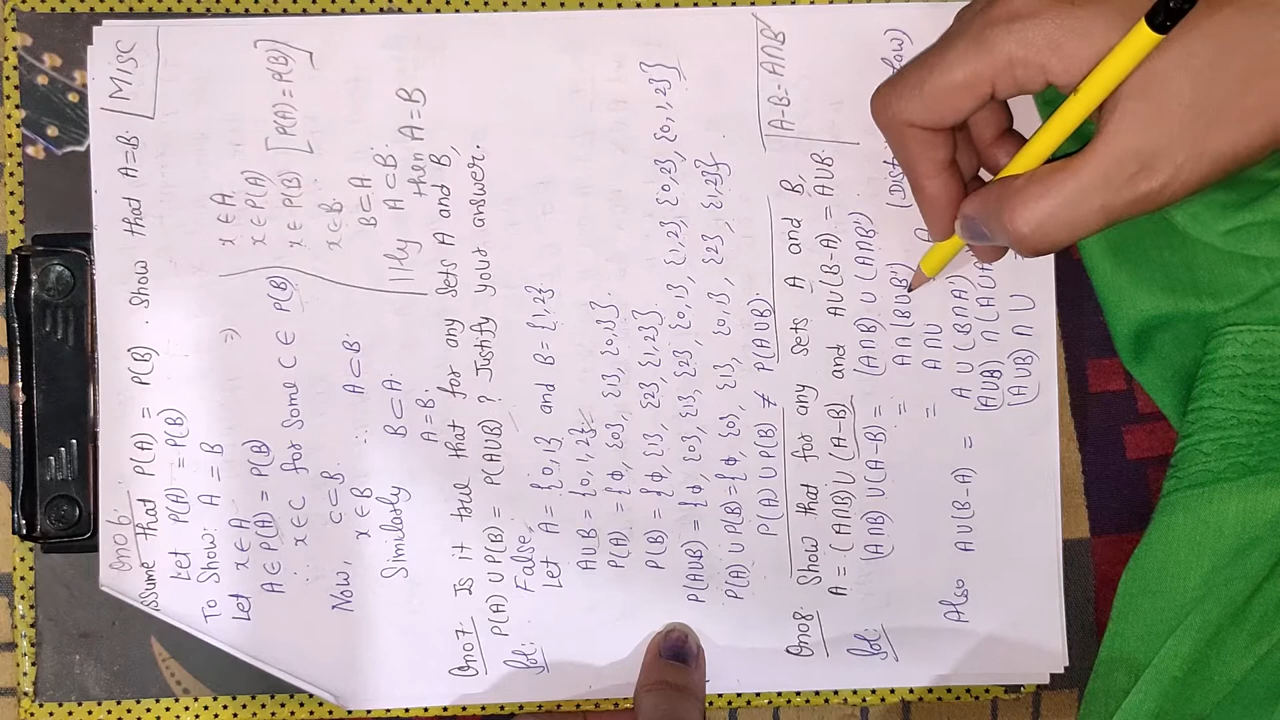 Qno6.
Assume that P(A) = P(B). Show that A=B. [Misc
Let P(A) = P(B)
To Show: A = B
Let x ∈ A
A ∈ P(A) = P(B)
∴ x ∈ C for some C ∈ P(B)
Now, C ⊂ B
x ∈ B ∴ A ⊂ B.
Similarly B ⊂ A
A = B.
⇒ x ∈ A
x ∈ P(A)
x ∈ P(B) [P(A) = P(B)]
x ∈ B.
B ⊂ A
||ly A ⊂ B.
then A = B
Qno7. Is it true that for any sets A and B,
P(A) ∪ P(B) = P(A∪B)? Justify your answer.
Sol: False.
Let A = {0,1} and B = {1,2}
A∪B = {0,1,2}
P(A) = {ϕ, {0}, {1}, {0,1}}.
P(B) = {ϕ, {1}, {2}, {1,2}}.
P(A∪B) = {ϕ, {0}, {1}, {2}, {0,1}, {1,2}, {0,2}, {0,1,2}}
P(A) ∪ P(B) = {ϕ, {0}, {1}, {0,1}, {2}, {1,2}}.
P(A) ∪ P(B) ≠ P(A∪B).
Qno8. Show that for any sets A and B,
A = (A∩B) ∪ (A-B) and A∪(B-A) = A∪B. [A-B = A∩B'
Sol: (A∩B) ∪ (A-B) = (A∩B) ∪ (A∩B')
= A∩(B∪B')
= A∩U
Also A∪(B-A) = A∪(B∩A')
(A∪B) ∩ (A∪A
(A∪B) ∩ U